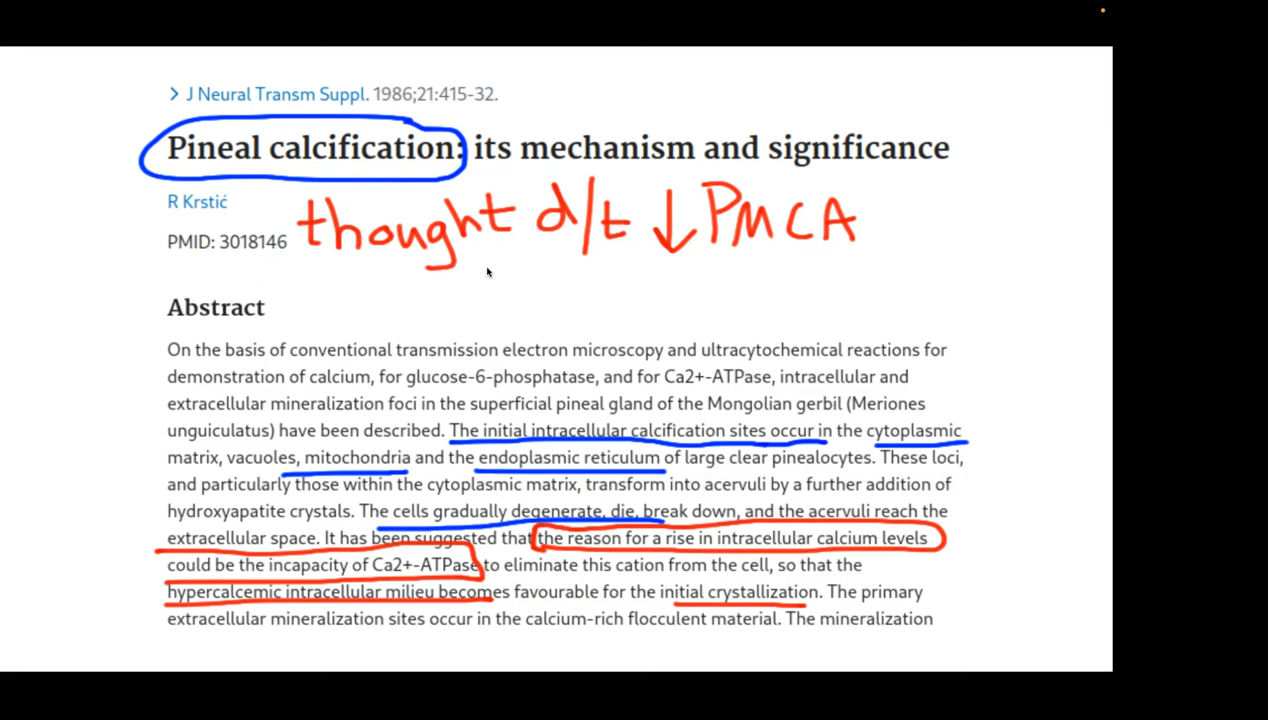 > J Neural Transm Suppl. 1986;21:415-32.
Pineal calcification: its mechanism and significance
R Krstić
thought d/t ↓ PMCA
PMID: 3018146
Abstract
On the basis of conventional transmission electron microscopy and ultracytochemical reactions for
demonstration of calcium, for glucose-6-phosphatase, and for Ca2+-ATPase, intracellular and
extracellular mineralization foci in the superficial pineal gland of the Mongolian gerbil (Meriones
unguiculatus) have been described. The initial intracellular calcification sites occur in the cytoplasmic
matrix, vacuoles, mitochondria and the endoplasmic reticulum of large clear pinealocytes. These loci,
and particularly those within the cytoplasmic matrix, transform into acervuli by a further addition of
hydroxyapatite crystals. The cells gradually degenerate, die, break down, and the acervuli reach the
extracellular space. It has been suggested that the reason for a rise in intracellular calcium levels
could be the incapacity of Ca2+-ATPase to eliminate this cation from the cell, so that the
hypercalcemic intracellular milieu becomes favourable for the initial crystallization. The primary
extracellular mineralization sites occur in the calcium-rich flocculent material. The mineralization